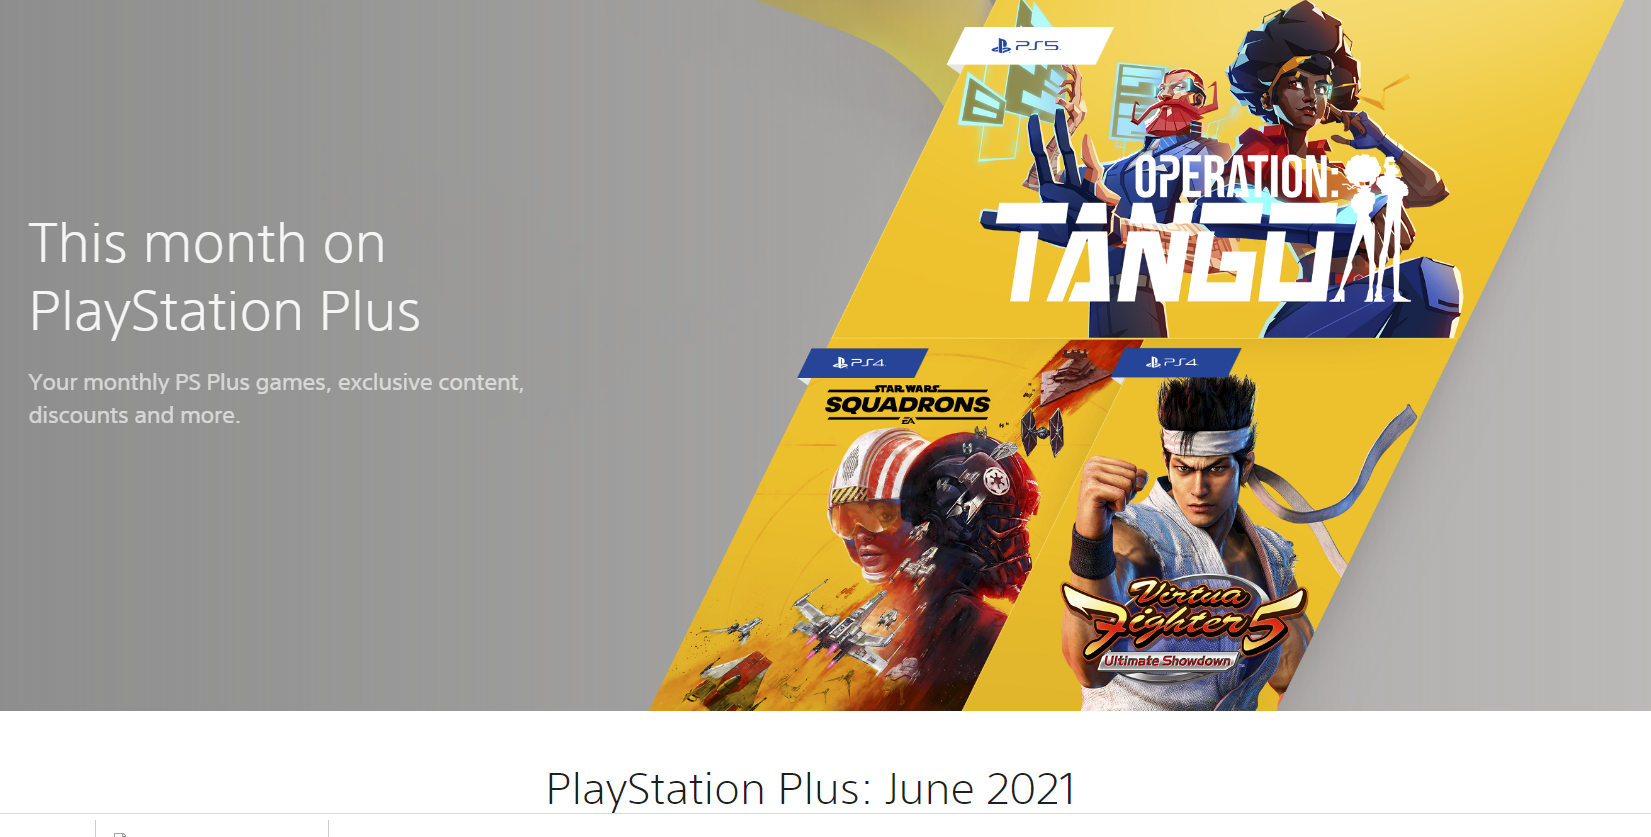 This month on
PlayStation Plus
Your monthly PS Plus games, exclusive content,
discounts and more.
PS5
OPERATION:
TANGO
PS4
STAR WARS
SQUADRONS
EA
PS4
Virtua
Fighter 5
Ultimate Showdown
PlayStation Plus: June 2021